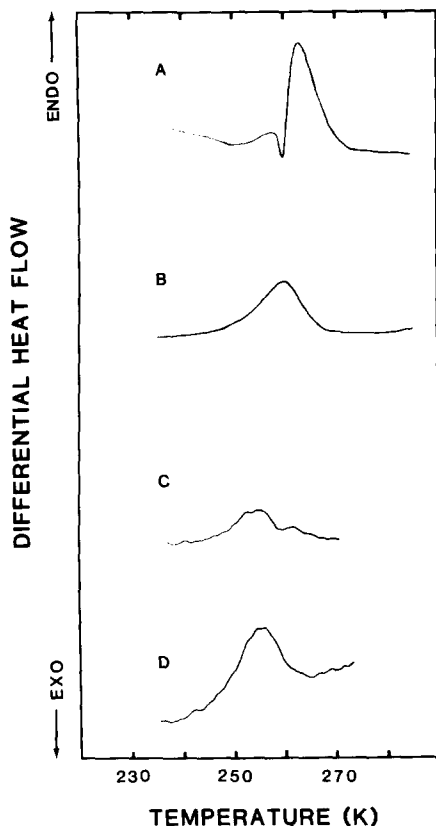 ENDO
A
B
C
D
DIFFERENTIAL HEAT FLOW
EXO
230 250 270
TEMPERATURE (K)